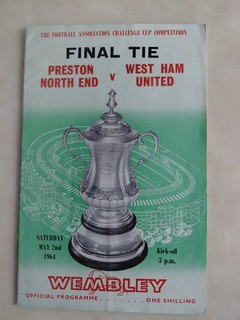 THE FOOTBALL ASSOCIATION CHALLENGE CUP COMPETITION
FINAL TIE
PRESTON NORTH END v WEST HAM UNITED
SATURDAY
MAY 2nd
1964
Kick-off
3 p.m.
WEMBLEY
OFFICIAL PROGRAMME.......ONE SHILLING